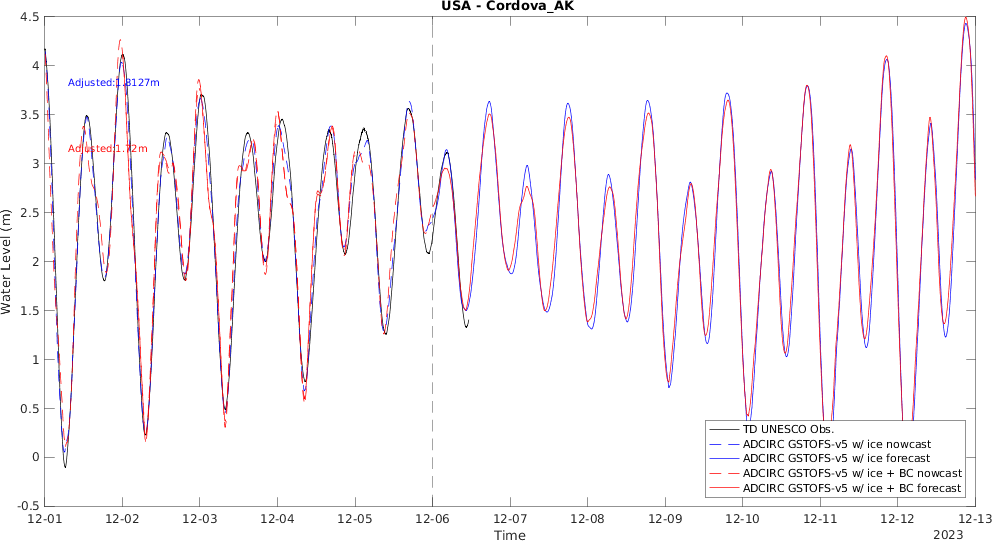 USA - Cordova_AK
4.5
4
3.5
3
2.5
2
1.5
1
0.5
0
-0.5
Water Level (m)
Adjusted:1.8127m
Adjusted:1.72m
TD UNESCO Obs.
ADCIRC GSTOFS-v5 w/ ice nowcast
ADCIRC GSTOFS-v5 w/ ice forecast
ADCIRC GSTOFS-v5 w/ ice + BC nowcast
ADCIRC GSTOFS-v5 w/ ice + BC forecast
12-01 12-02 12-03 12-04 12-05 12-06 12-07 12-08 12-09 12-10 12-11 12-12 12-13
Time
2023